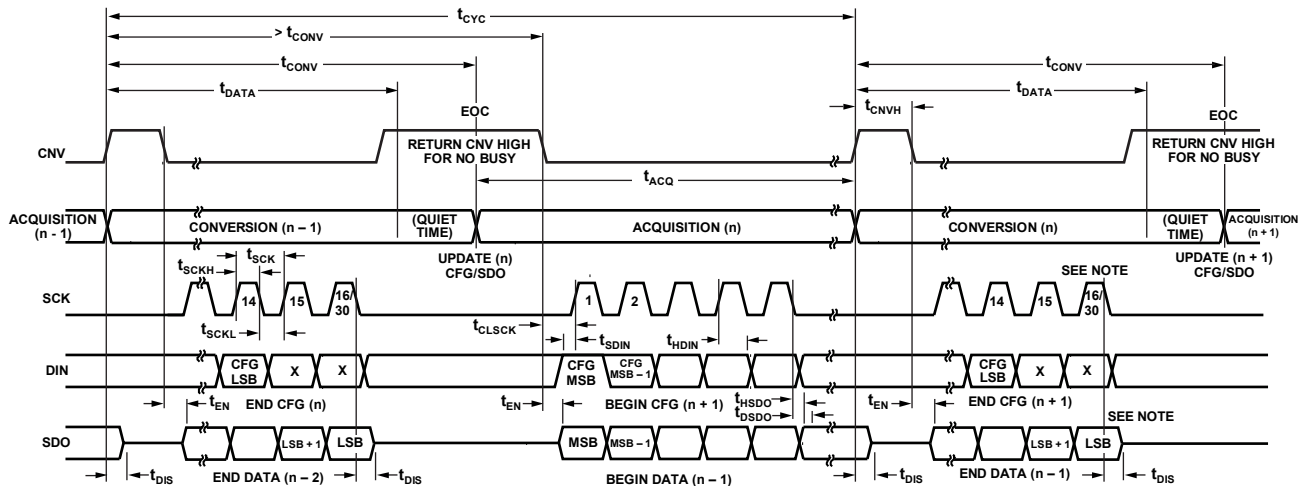 tCYC
> tCONV
tCONV
tCONV
tDATA
tDATA
tCNVH
EOC
EOC
CNV
RETURN CNV HIGH
FOR NO BUSY
RETURN CNV HIGH
FOR NO BUSY
tACQ
ACQUISITION
(n - 1)
CONVERSION (n – 1)
(QUIET
TIME)
ACQUISITION (n)
CONVERSION (n)
(QUIET
TIME)
ACQUISITION
(n + 1)
UPDATE (n)
CFG/SDO
UPDATE (n + 1)
CFG/SDO
tSCK
tSCKH
SEE NOTE
SCK
14
15
16/
30
1
2
14
15
16/
30
tSCKL
tCLSCK
tSDIN
tHDIN
DIN
CFG
LSB
X
X
CFG
MSB
CFG
MSB – 1
CFG
LSB
X
X
tEN
END CFG (n)
tEN
BEGIN CFG (n + 1)
tHSDO
tDSDO
tEN
END CFG (n + 1)
SEE NOTE
SDO
LSB + 1
LSB
MSB
MSB – 1
LSB + 1
LSB
tDIS
END DATA (n – 2)
tDIS
BEGIN DATA (n – 1)
tDIS
END DATA (n – 1)
tDIS